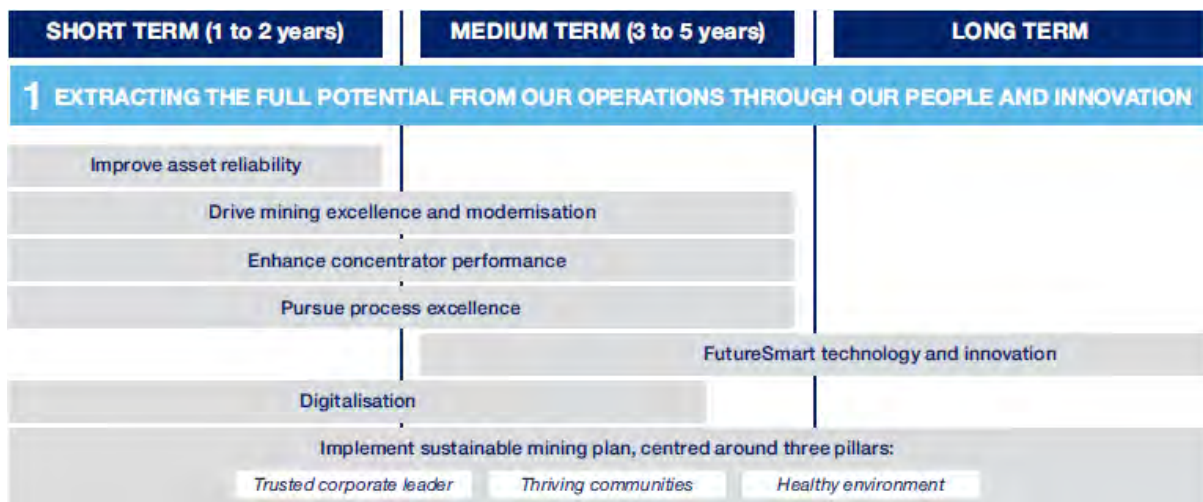 SHORT TERM (1 to 2 years)
MEDIUM TERM (3 to 5 years)
LONG TERM
1 EXTRACTING THE FULL POTENTIAL FROM OUR OPERATIONS THROUGH OUR PEOPLE AND INNOVATION
Improve asset reliability
Drive mining excellence and modernisation
Enhance concentrator performance
Pursue process excellence
FutureSmart technology and innovation
Digitalisation
Implement sustainable mining plan, centred around three pillars:
Trusted corporate leader
Thriving communities
Healthy environment